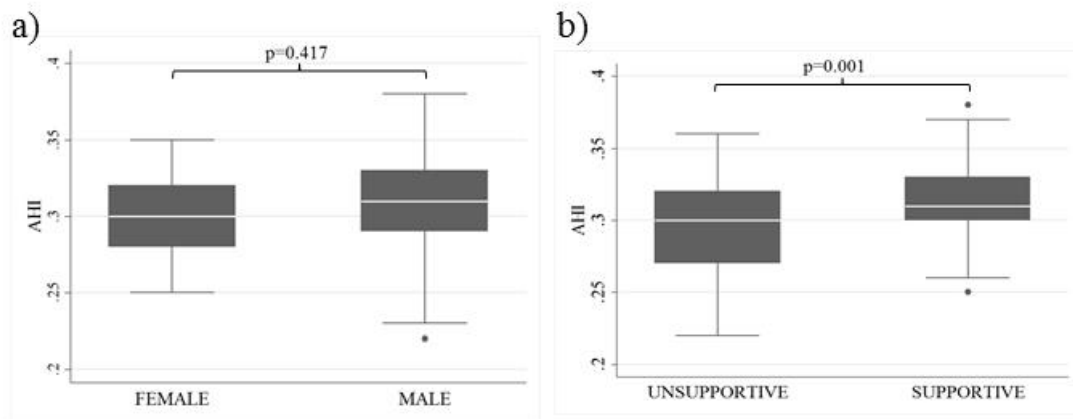 a)
p=0.417
.4
.35
.3
.25
.2
AHI
FEMALE MALE
b)
p=0.001
.4
.35
.3
.25
.2
AHI
UNSUPPORTIVE SUPPORTIVE